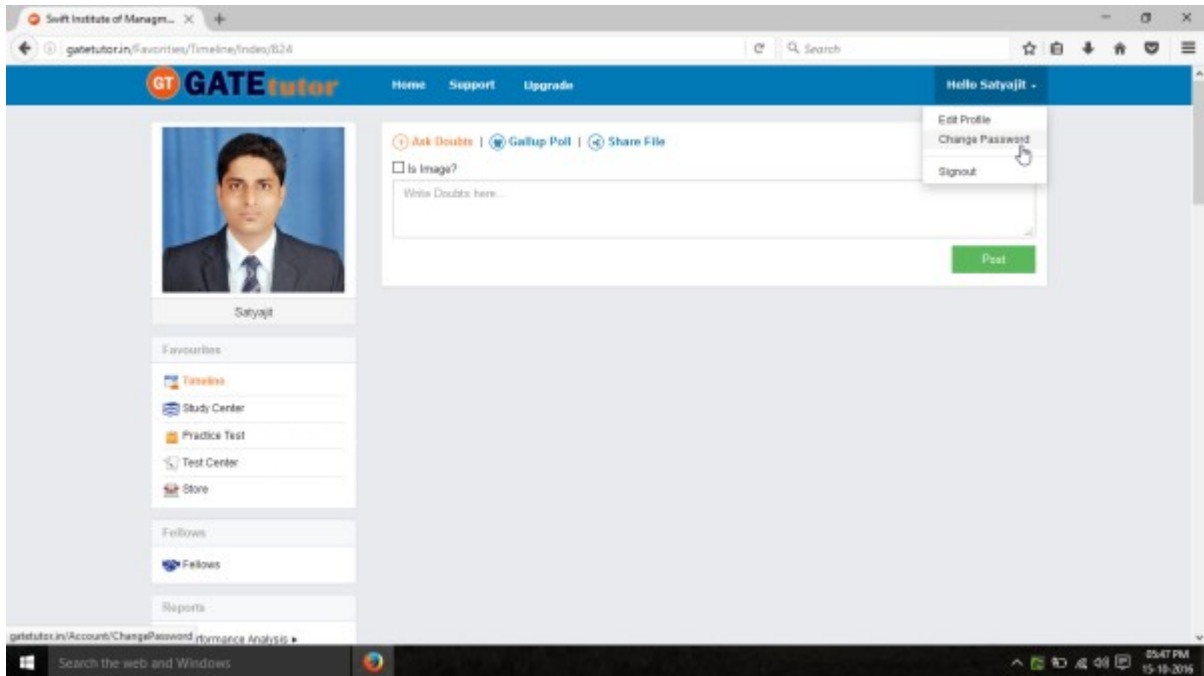 Swift Institute of Managm...
gatetutor.in/Favorities/Timeline/Index/824
Search
GT GATEtutor
Home Support Upgrade
Hello Satyajit
Edit Profile
Change Password
Signout
Ask Doubts | Gallup Poll | Share File
Is Image?
Write Doubts here...
Post
Satyajit
Favourites
Timeline
Study Center
Practice Test
Test Center
Store
Fellows
Fellows
Reports
gatetutor.in/Account/ChangePassword
rformance Analysis
Search the web and Windows
05:47 PM
15-10-2016